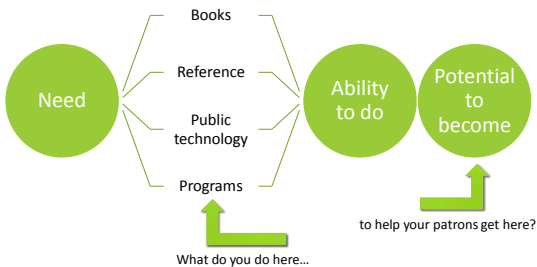 Need
Books
Reference
Public
technology
Programs
Ability
to do
Potential
to
become
What do you do here…
to help your patrons get here?